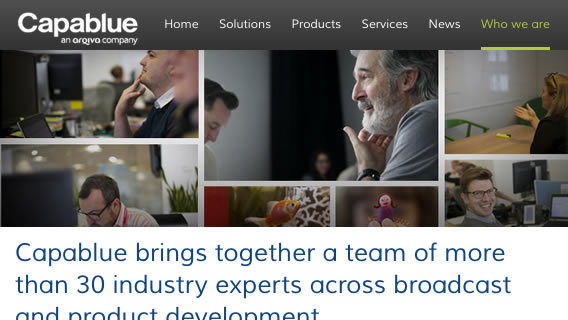 Capablue
an arqiva company
Home Solutions Products Services News Who we are
Capablue brings together a team of more
than 30 industry experts across broadcast
and product development